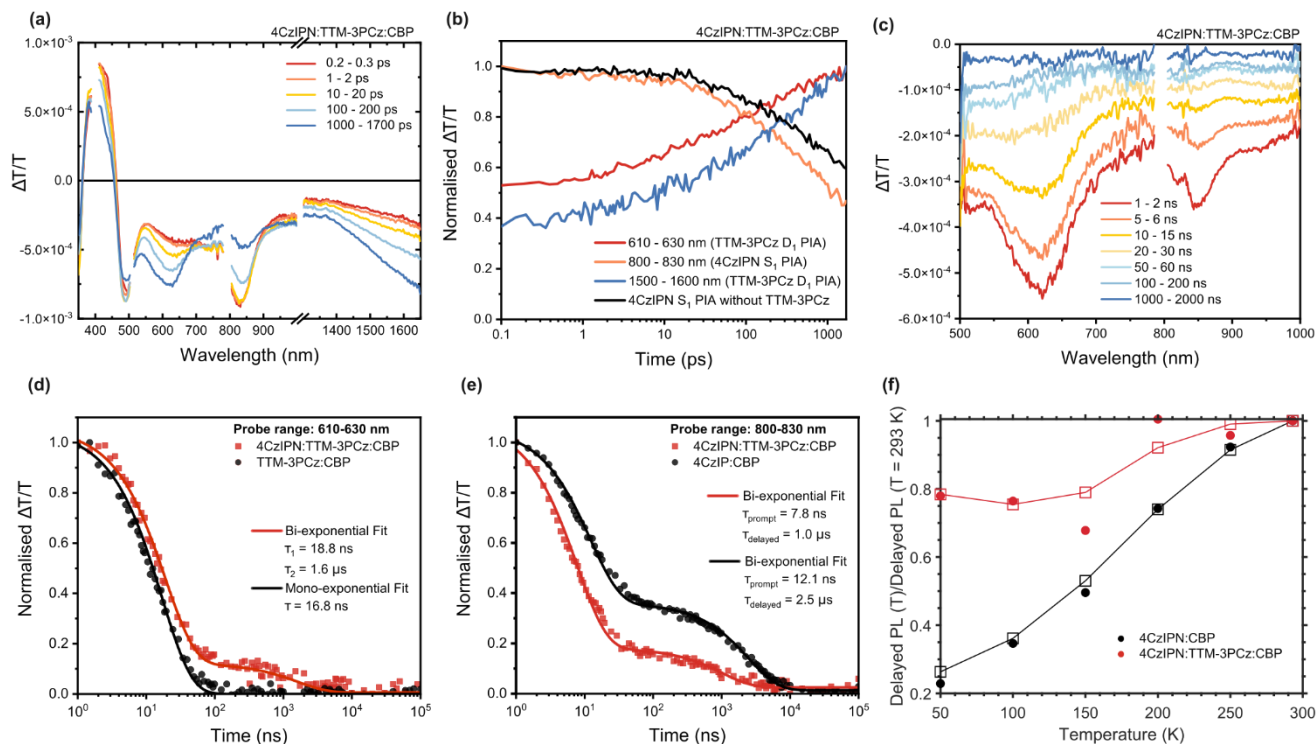 (a)
4CzIPN:TTM-3PCz:CBP
1.0×10⁻³
5.0×10⁻⁴
0.0
-5.0×10⁻⁴
-1.0×10⁻³
ΔT/T
0.2 - 0.3 ps
1 - 2 ps
10 - 20 ps
100 - 200 ps
1000 - 1700 ps
400 500 600 700 800 900 1400 1600
Wavelength (nm)
(b)
4CzIPN:TTM-3PCz:CBP
1.0
0.8
0.6
0.4
0.2
0.0
Normalised ΔT/T
610 - 630 nm (TTM-3PCz D₁ PIA)
800 - 830 nm (4CzIPN S₁ PIA)
1500 - 1600 nm (TTM-3PCz D₁ PIA)
4CzIPN S₁ PIA without TTM-3PCz
0.1 1 10 100 1000
Time (ps)
(c)
4CzIPN:TTM-3PCz:CBP
0.0
-1.0×10⁻⁴
-2.0×10⁻⁴
-3.0×10⁻⁴
-4.0×10⁻⁴
-5.0×10⁻⁴
-6.0×10⁻⁴
ΔT/T
1 - 2 ns
5 - 6 ns
10 - 15 ns
20 - 30 ns
50 - 60 ns
100 - 200 ns
1000 - 2000 ns
500 600 700 800 900 1000
Wavelength (nm)
(d)
Probe range: 610-630 nm
4CzIPN:TTM-3PCz:CBP
TTM-3PCz:CBP
1.0
0.8
0.6
0.4
0.2
0.0
Normalised ΔT/T
Bi-exponential Fit
τ₁ = 18.8 ns
τ₂ = 1.6 µs
Mono-exponential Fit
τ = 16.8 ns
10⁰ 10¹ 10² 10³ 10⁴ 10⁵
Time (ns)
(e)
Probe range: 800-830 nm
4CzIPN:TTM-3PCz:CBP
4CzIP:CBP
1.0
0.8
0.6
0.4
0.2
0.0
Normalised ΔT/T
Bi-exponential Fit
τprompt = 7.8 ns
τdelayed = 1.0 µs
Bi-exponential Fit
τprompt = 12.1 ns
τdelayed = 2.5 µs
10⁰ 10¹ 10² 10³ 10⁴ 10⁵
Time (ns)
(f)
1
0.8
0.6
0.4
0.2
Delayed PL (T)/Delayed PL (T = 293 K)
4CzIPN:CBP
4CzIPN:TTM-3PCz:CBP
50 100 150 200 250 300
Temperature (K)